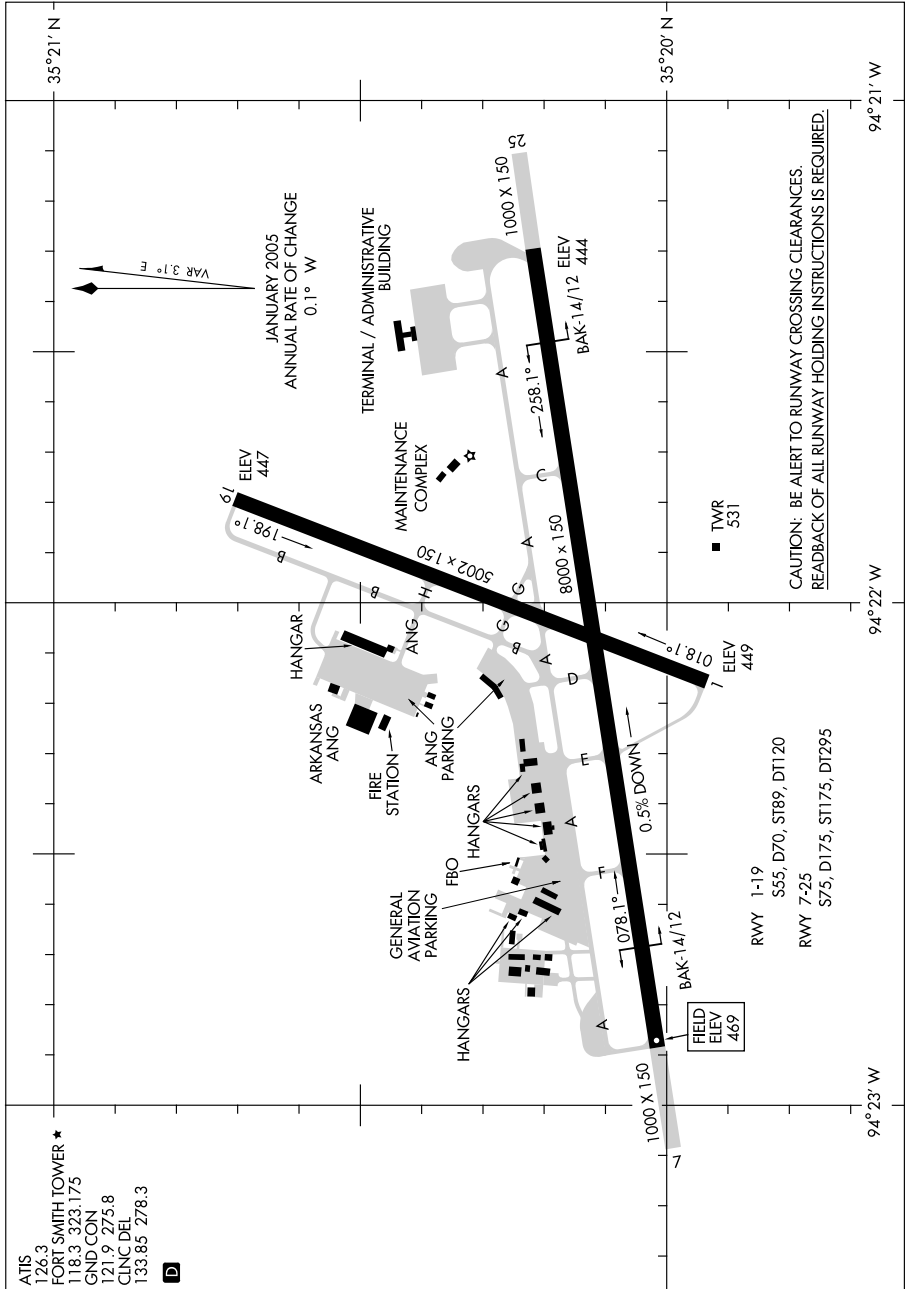 ATIS
126.3
FORT SMITH TOWER ★
118.3 323.175
GND CON
121.9 275.8
CLNC DEL
133.85 278.3
D
35°21' N
35°20' N
94°21' W
94°22' W
94°23' W
VAR 3.1° E
JANUARY 2005
ANNUAL RATE OF CHANGE
0.1° W
TERMINAL / ADMINISTRATIVE
BUILDING
MAINTENANCE
COMPLEX
ELEV
447
19
198.1°
5002 x 150
B
B
H
G
G
B
HANGAR
ANG
ARKANSAS
ANG
FIRE
STATION
ANG
PARKING
HANGARS
FBO
GENERAL
AVIATION
PARKING
HANGARS
25
1000 X 150
ELEV
444
BAK-14/12
258.1°
A
C
A
8000 x 150
A
D
E
A
F
A
0.5% DOWN
078.1°
BAK-14/12
018.1°
ELEV
449
1
FIELD
ELEV
469
1000 X 150
7
TWR
531
RWY 1-19
S55, D70, ST89, DT120
RWY 7-25
S75, D175, ST175, DT295
CAUTION: BE ALERT TO RUNWAY CROSSING CLEARANCES.
READBACK OF ALL RUNWAY HOLDING INSTRUCTIONS IS REQUIRED.